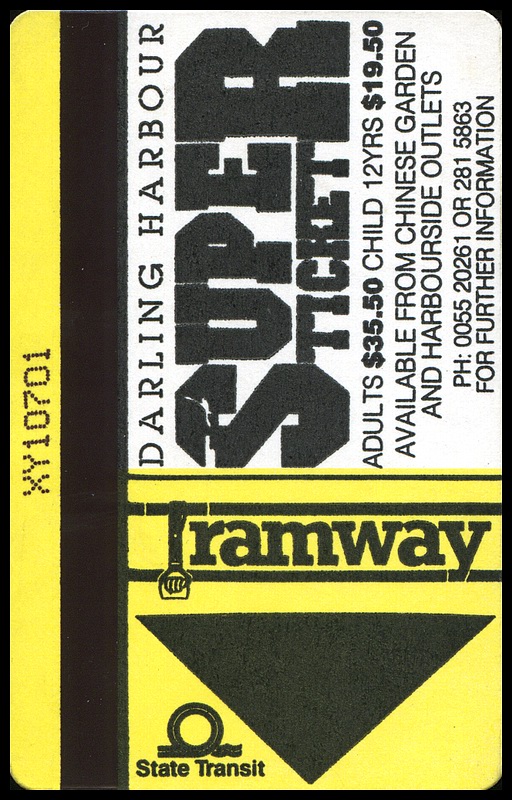 XY10701
DARLING HARBOUR
SUPER
TICKET
ADULTS $35.50 CHILD 12YRS $19.50
AVAILABLE FROM CHINESE GARDEN
AND HARBOURSIDE OUTLETS
PH: 0055 20261 OR 281 5863
FOR FURTHER INFORMATION
Tramway
State Transit